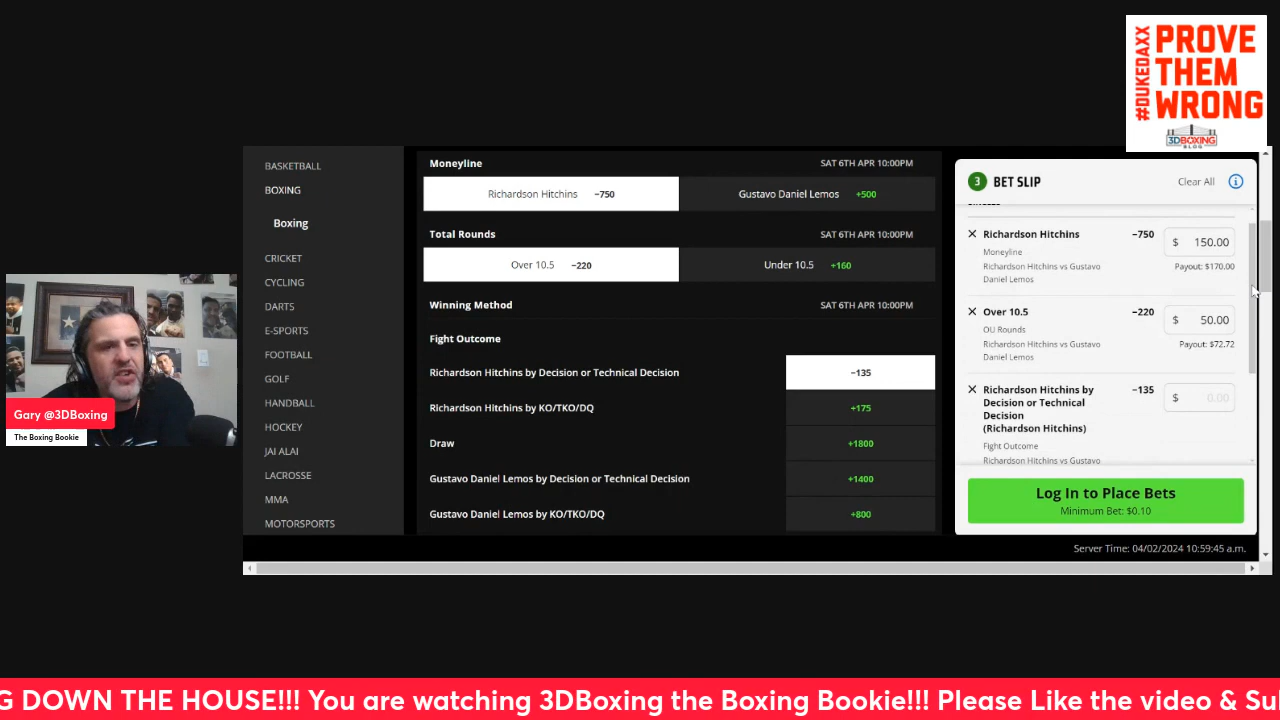 #DUKEDAXX
PROVE
THEM
WRONG
3DBOXING
BLOG
BASKETBALL
BOXING
Boxing
CRICKET
CYCLING
DARTS
E-SPORTS
FOOTBALL
GOLF
HANDBALL
HOCKEY
JAI ALAI
LACROSSE
MMA
MOTORSPORTS
Moneyline SAT 6TH APR 10:00PM
Richardson Hitchins −750 Gustavo Daniel Lemos +500
Total Rounds SAT 6TH APR 10:00PM
Over 10.5 −220 Under 10.5 +160
Winning Method SAT 6TH APR 10:00PM
Fight Outcome
Richardson Hitchins by Decision or Technical Decision −135
Richardson Hitchins by KO/TKO/DQ +175
Draw +1800
Gustavo Daniel Lemos by Decision or Technical Decision +1400
Gustavo Daniel Lemos by KO/TKO/DQ +800
3 BET SLIP Clear All
Richardson Hitchins −750 $ 150.00
Moneyline
Richardson Hitchins vs Gustavo Payout: $170.00
Daniel Lemos
Over 10.5 −220 $ 50.00
OU Rounds
Richardson Hitchins vs Gustavo Payout: $72.72
Daniel Lemos
Richardson Hitchins by −135 $ 0.00
Decision or Technical
Decision
(Richardson Hitchins)
Fight Outcome
Richardson Hitchins vs Gustavo
Log In to Place Bets
Minimum Bet: $0.10
Server Time: 04/02/2024 10:59:45 a.m.
Gary @3DBoxing
The Boxing Bookie
G DOWN THE HOUSE!!! You are watching 3DBoxing the Boxing Bookie!!! Please Like the video & Su